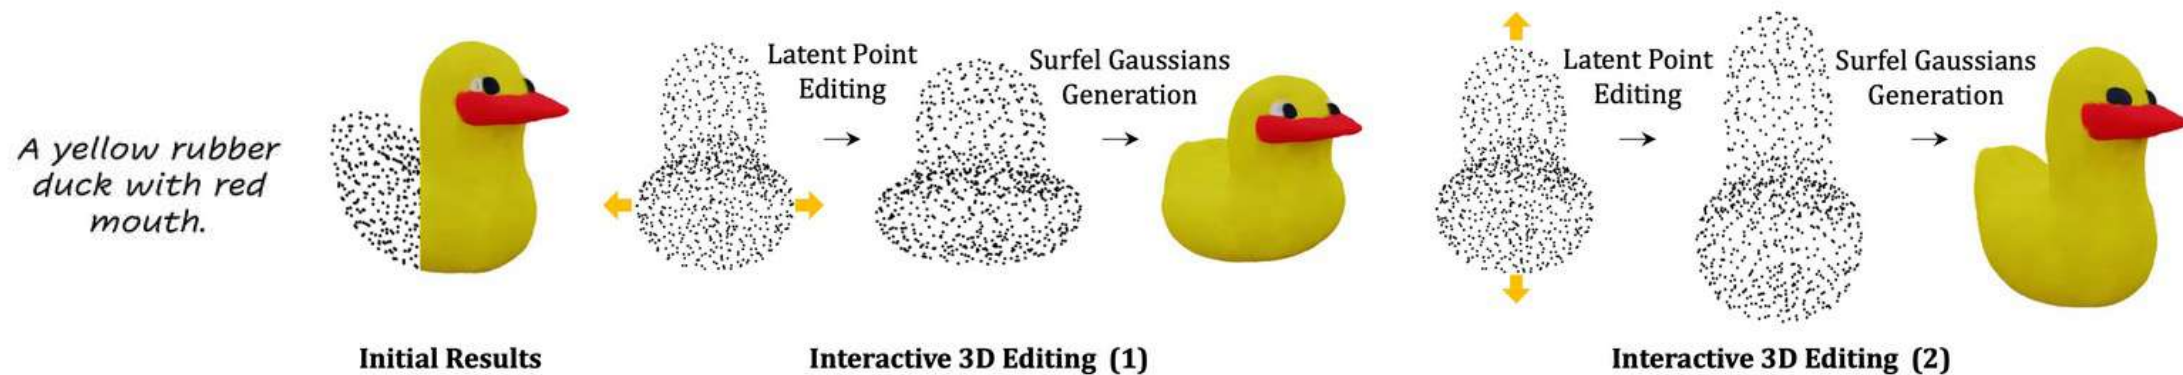 A yellow rubber
duck with red
mouth.
Initial Results
Latent Point
Editing
Surfel Gaussians
Generation
Interactive 3D Editing (1)
Latent Point
Editing
Surfel Gaussians
Generation
Interactive 3D Editing (2)